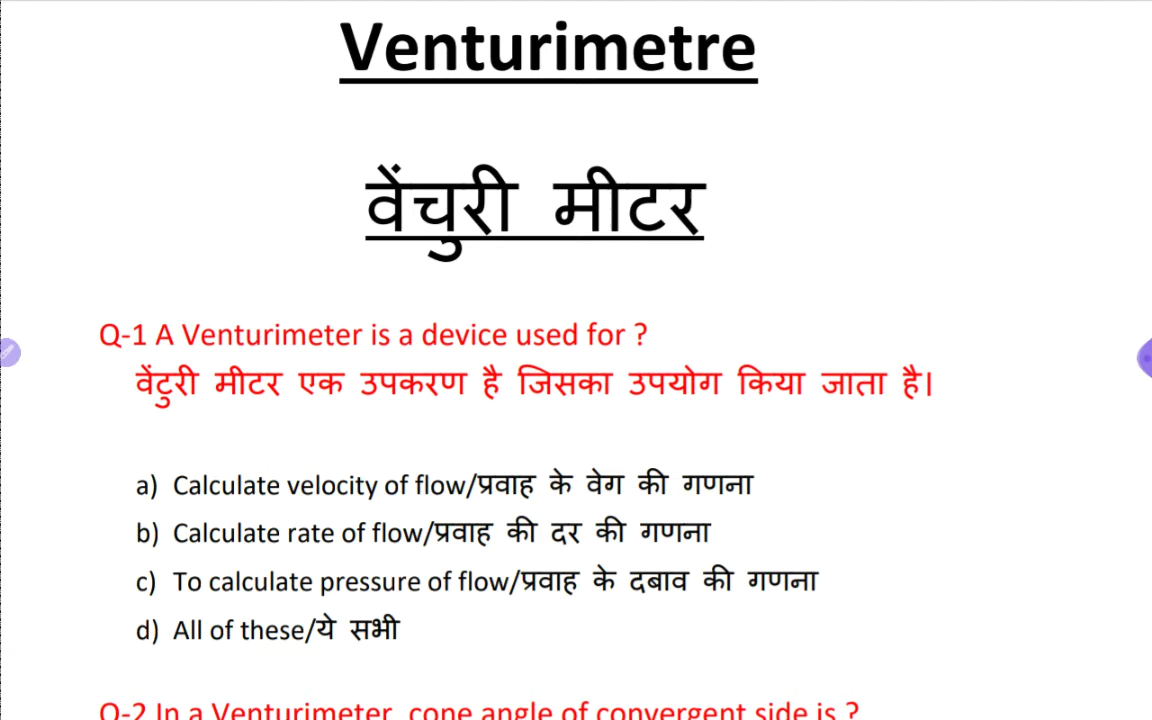 Venturimetre
वेंचुरी मीटर
Q-1 A Venturimeter is a device used for ?
वेंटुरी मीटर एक उपकरण है जिसका उपयोग किया जाता है।
a) Calculate velocity of flow/प्रवाह के वेग की गणना
b) Calculate rate of flow/प्रवाह की दर की गणना
c) To calculate pressure of flow/प्रवाह के दबाव की गणना
d) All of these/ये सभी
Q-2 In a Venturimeter, cone angle of convergent side is ?